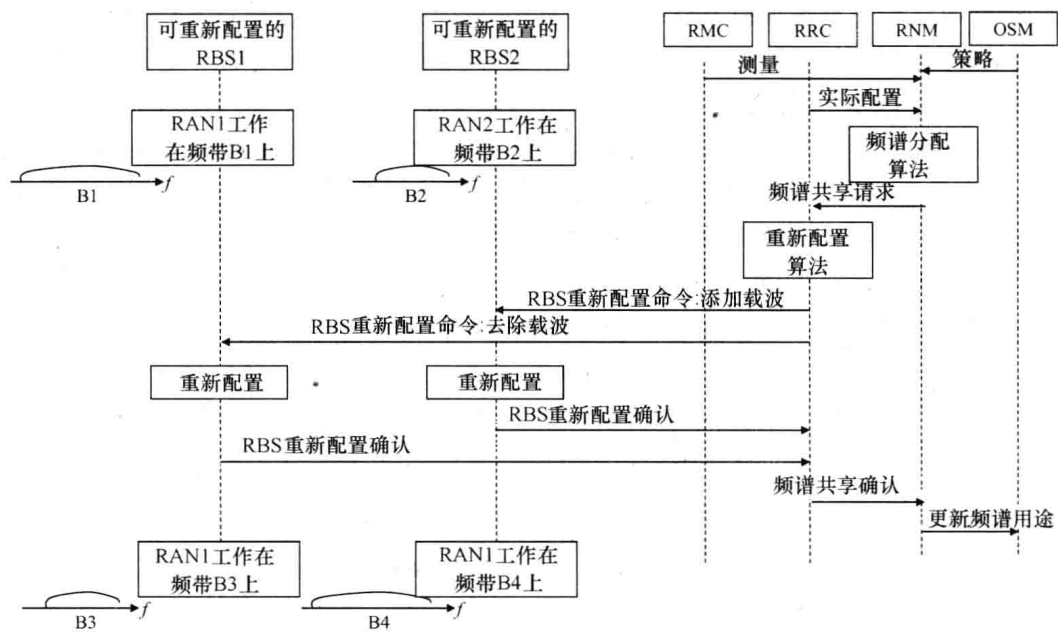 可重新配置的
RBS1
可重新配置的
RBS2
RMC
RRC
RNM
OSM
测量
策略
实际配置
RAN1工作
在频带B1上
RAN2工作在
频带B2上
频谱分配
算法
f
B1
f
B2
频谱共享请求
重新配置
算法
RBS重新配置命令:添加载波
RBS重新配置命令:去除载波
重新配置
重新配置
RBS重新配置确认
RBS重新配置确认
频谱共享确认
更新频谱用途
RAN1工作在
频带B3上
RAN1工作在
频带B4上
f
B3
f
B4